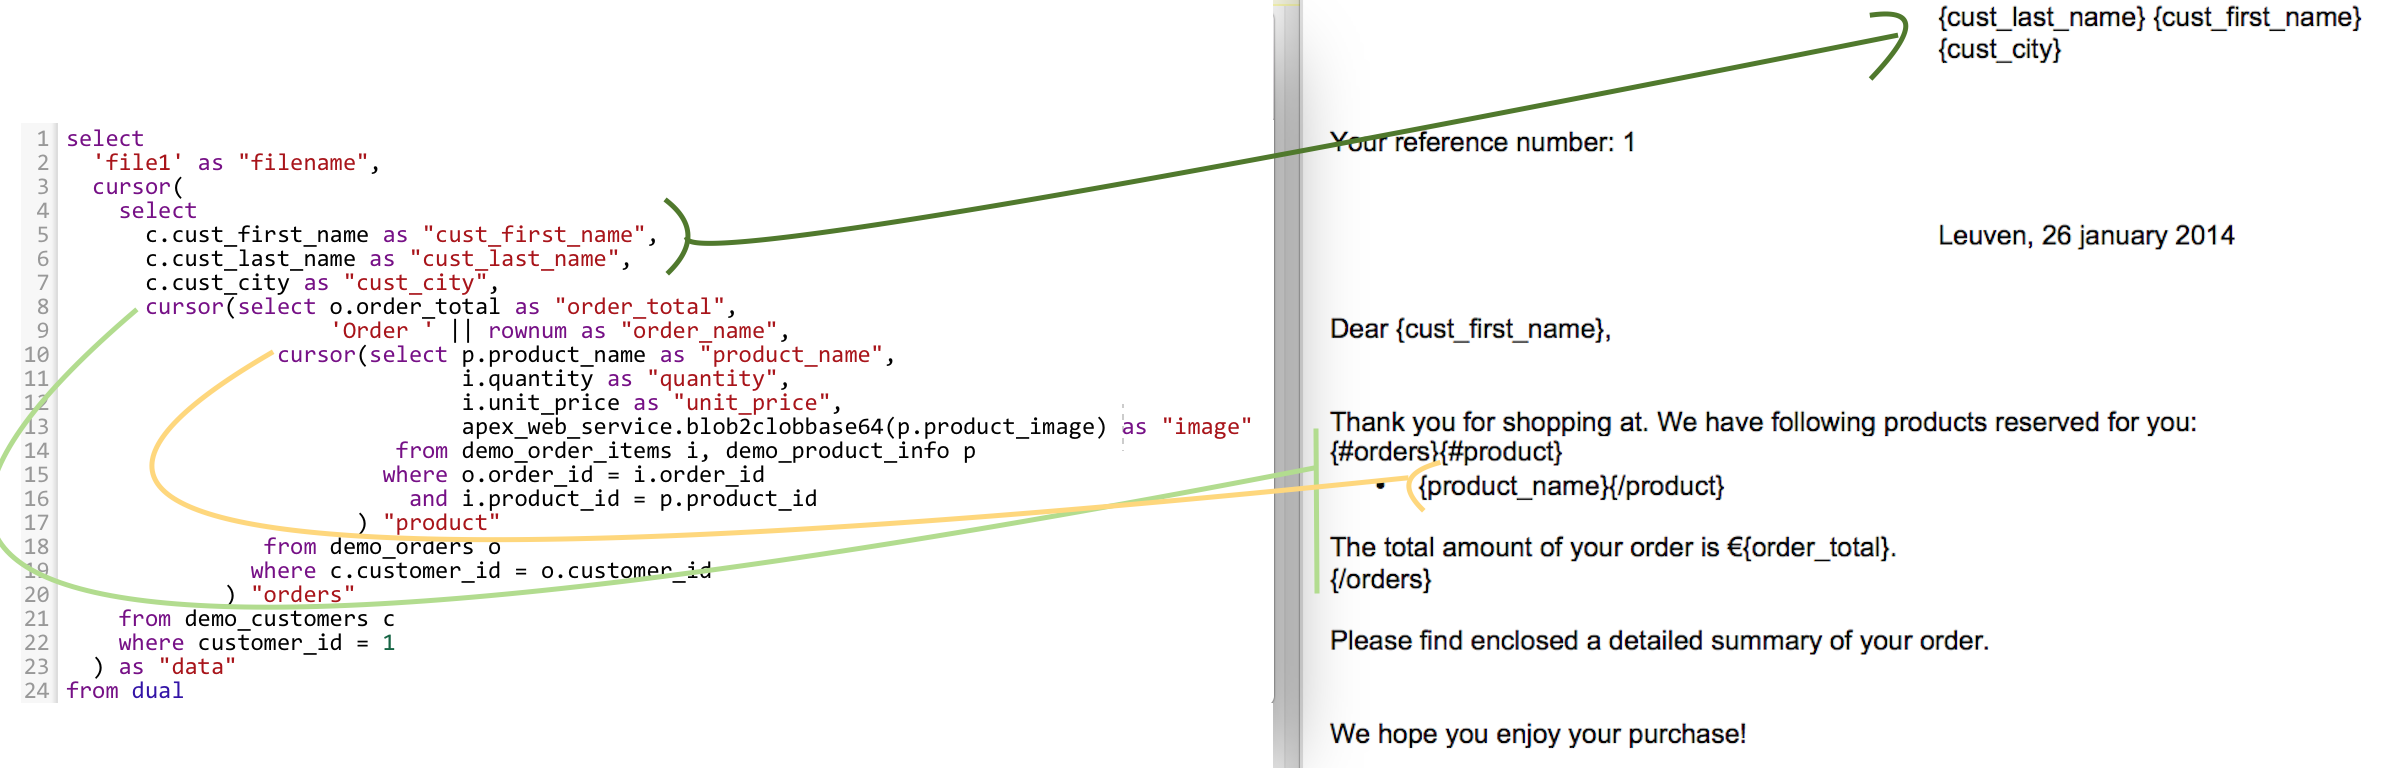 1 select
2   'file1' as "filename",
3   cursor(
4     select
5       c.cust_first_name as "cust_first_name",
6       c.cust_last_name as "cust_last_name",
7       c.cust_city as "cust_city",
8       cursor(select o.order_total as "order_total",
9                     'Order ' || rownum as "order_name",
10                 cursor(select p.product_name as "product_name",
11                               i.quantity as "quantity",
12                               i.unit_price as "unit_price",
13                               apex_web_service.blob2clobbase64(p.product_image) as "image"
14                          from demo_order_items i, demo_product_info p
15                         where o.order_id = i.order_id
16                           and i.product_id = p.product_id
17                       ) "product"
18                from demo_orders o
19               where c.customer_id = o.customer_id
20             ) "orders"
21     from demo_customers c
22     where customer_id = 1
23   ) as "data"
24 from dual
{cust_last_name} {cust_first_name}
{cust_city}
Your reference number: 1
Leuven, 26 january 2014
Dear {cust_first_name},
Thank you for shopping at. We have following products reserved for you:
{#orders}{#product}
• {product_name}{/product}
The total amount of your order is €{order_total}.
{/orders}
Please find enclosed a detailed summary of your order.
We hope you enjoy your purchase!